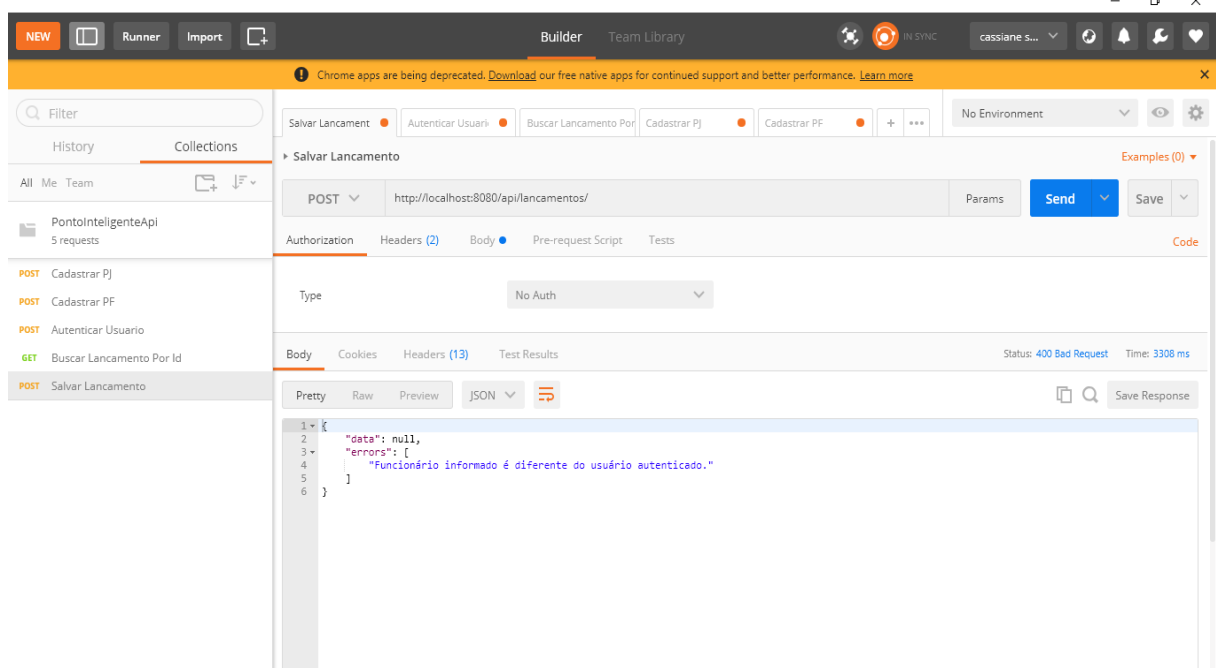 NEW Runner Import Builder Team Library IN SYNC cassiane s...
Chrome apps are being deprecated. Download our free native apps for continued support and better performance. Learn more
Filter
History Collections
All Me Team
PontoInteligenteApi
5 requests
POST Cadastrar PJ
POST Cadastrar PF
POST Autenticar Usuario
GET Buscar Lancamento Por Id
POST Salvar Lancamento
Salvar Lancament Autenticar Usuari Buscar Lancamento Por Cadastrar PJ Cadastrar PF + •••
No Environment
Salvar Lancamento Examples (0)
POST http://localhost:8080/api/lancamentos/ Params Send Save
Authorization Headers (2) Body Pre-request Script Tests Code
Type No Auth
Body Cookies Headers (13) Test Results Status: 400 Bad Request Time: 3308 ms
Pretty Raw Preview JSON Save Response
1 {
2 "data": null,
3 "errors": [
4 "Funcionário informado é diferente do usuário autenticado."
5 ]
6 }